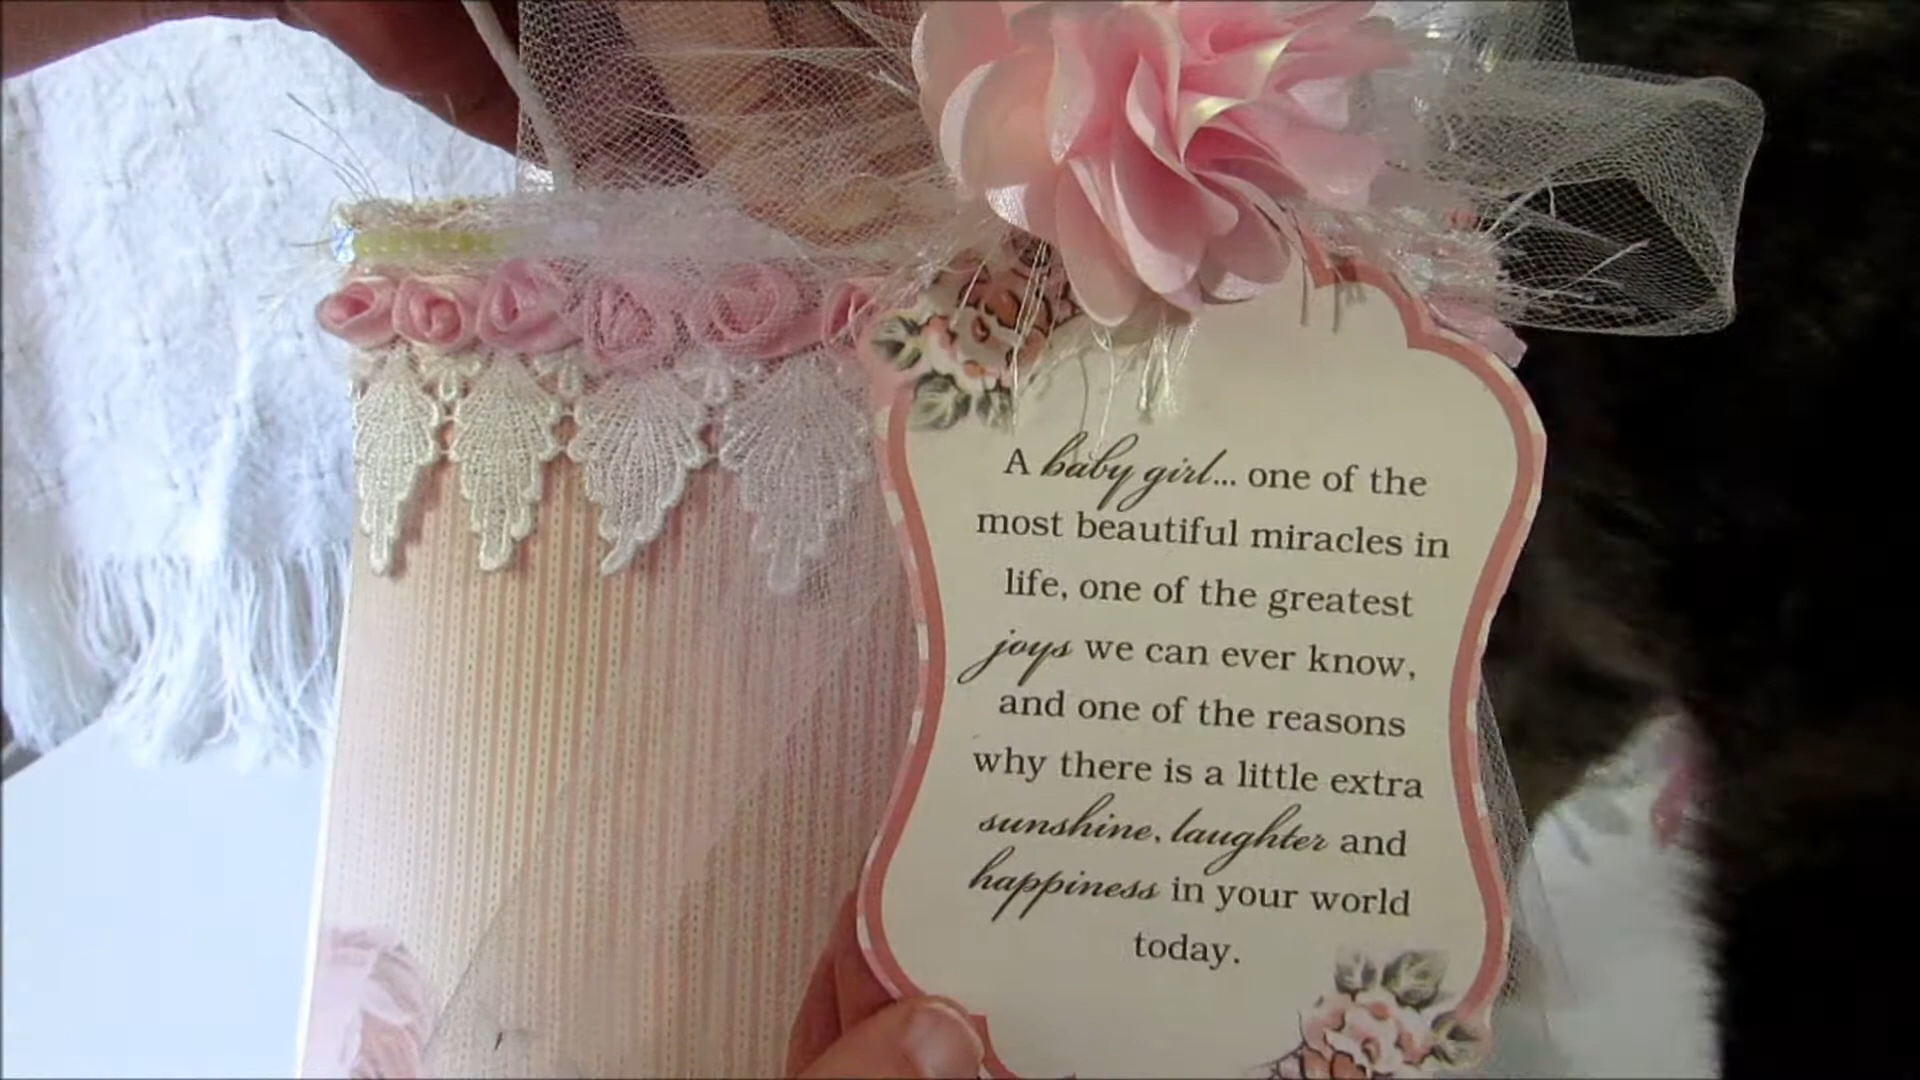 A baby girl... one of the
most beautiful miracles in
life, one of the greatest
joys we can ever know,
and one of the reasons
why there is a little extra
sunshine, laughter and
happiness in your world
today.